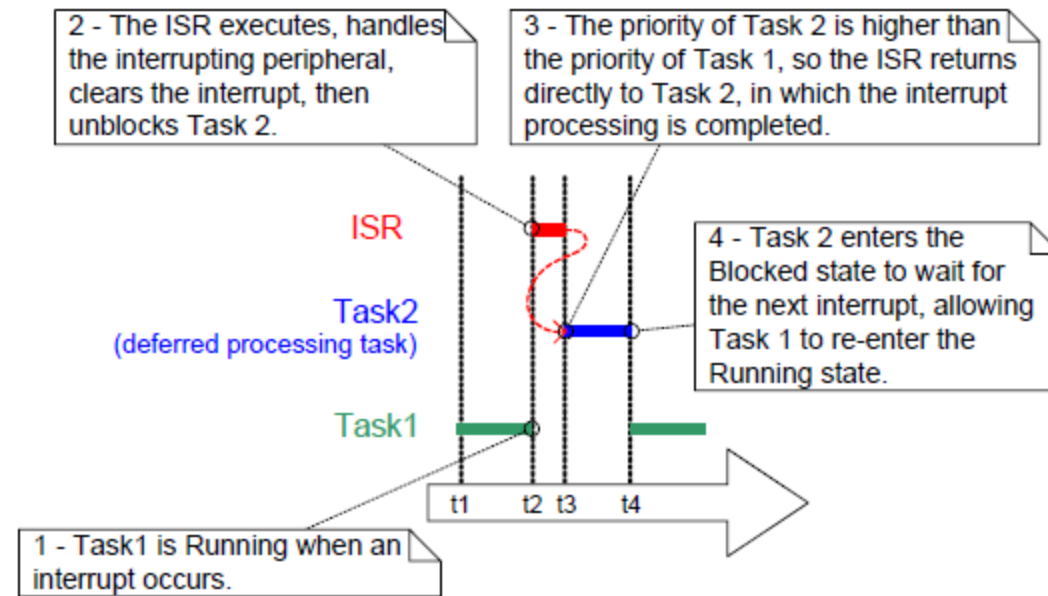 2 - The ISR executes, handles
the interrupting peripheral,
clears the interrupt, then
unblocks Task 2.
3 - The priority of Task 2 is higher than
the priority of Task 1, so the ISR returns
directly to Task 2, in which the interrupt
processing is completed.
ISR
Task2
(deferred processing task)
4 - Task 2 enters the
Blocked state to wait for
the next interrupt, allowing
Task 1 to re-enter the
Running state.
Task1
t1 t2 t3 t4
1 - Task1 is Running when an
interrupt occurs.